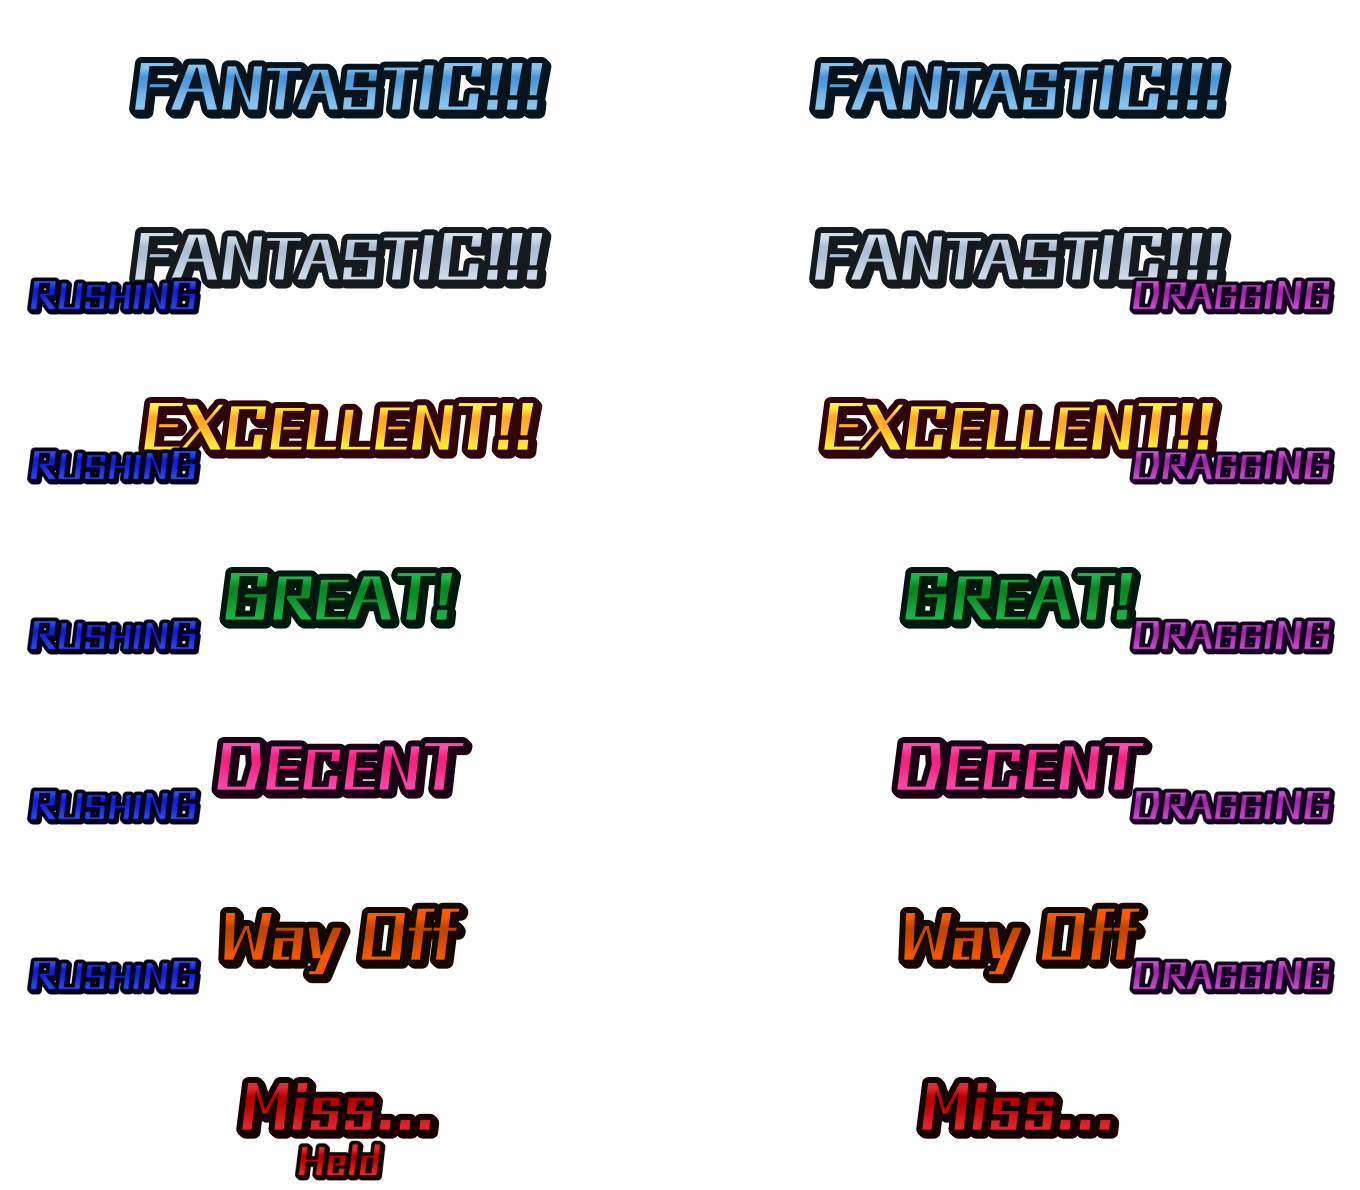 FANTASTIC!!! FANTASTIC!!!
FANTASTIC!!! FANTASTIC!!!
RUSHING DRAGGING
EXCELLENT!! EXCELLENT!!
RUSHING DRAGGING
GREAT! GREAT!
RUSHING DRAGGING
DECENT DECENT
RUSHING DRAGGING
Way Off Way Off
RUSHING DRAGGING
Miss... Miss...
Held